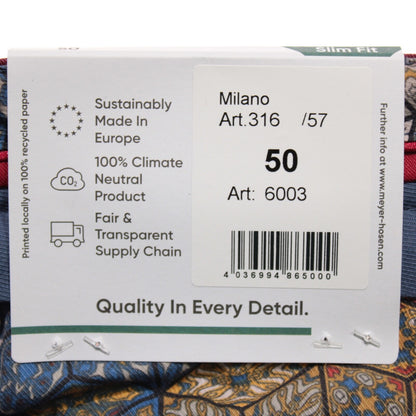 50
Slim Fit
Sustainably
Made In
Europe
CO2
100% Climate
Neutral
Product
Fair &
Transparent
Supply Chain
Printed locally on 100% recycled paper
Milano
Art.316 /57
50
Art: 6003
4 036994 865000
Further info at www.meyer-hosen.com
Quality In Every Detail.